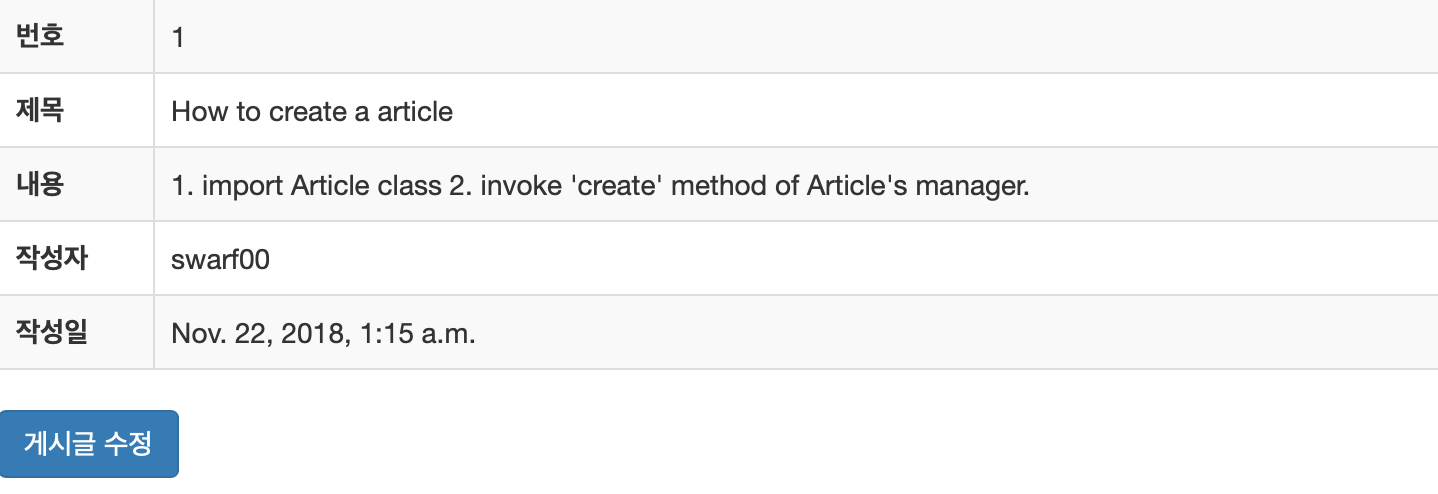 번호 1
제목 How to create a article
내용 1. import Article class 2. invoke 'create' method of Article's manager.
작성자 swarf00
작성일 Nov. 22, 2018, 1:15 a.m.
게시글 수정